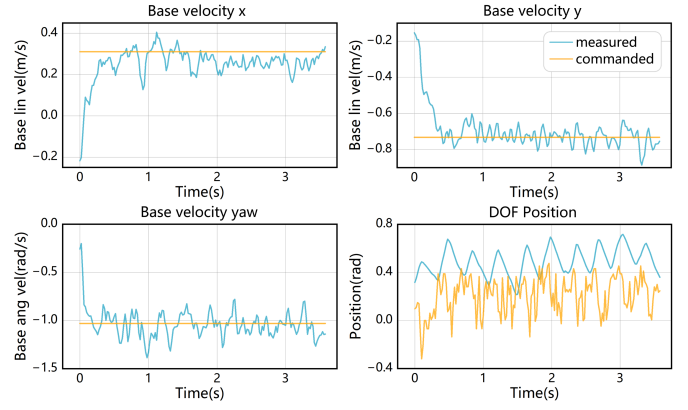 Base velocity x
Base lin vel(m/s)
0.4
0.2
0.0
−0.2
0
1
2
3
Time(s)
Base velocity y
Base lin vel(m/s)
−0.2
−0.4
−0.6
−0.8
measured
commanded
0
1
2
3
Time(s)
Base velocity yaw
Base ang vel(rad/s)
0.0
−0.5
−1.0
−1.5
0
1
2
3
Time(s)
DOF Position
Position(rad)
0.8
0.4
0.0
−0.4
0
1
2
3
Time(s)